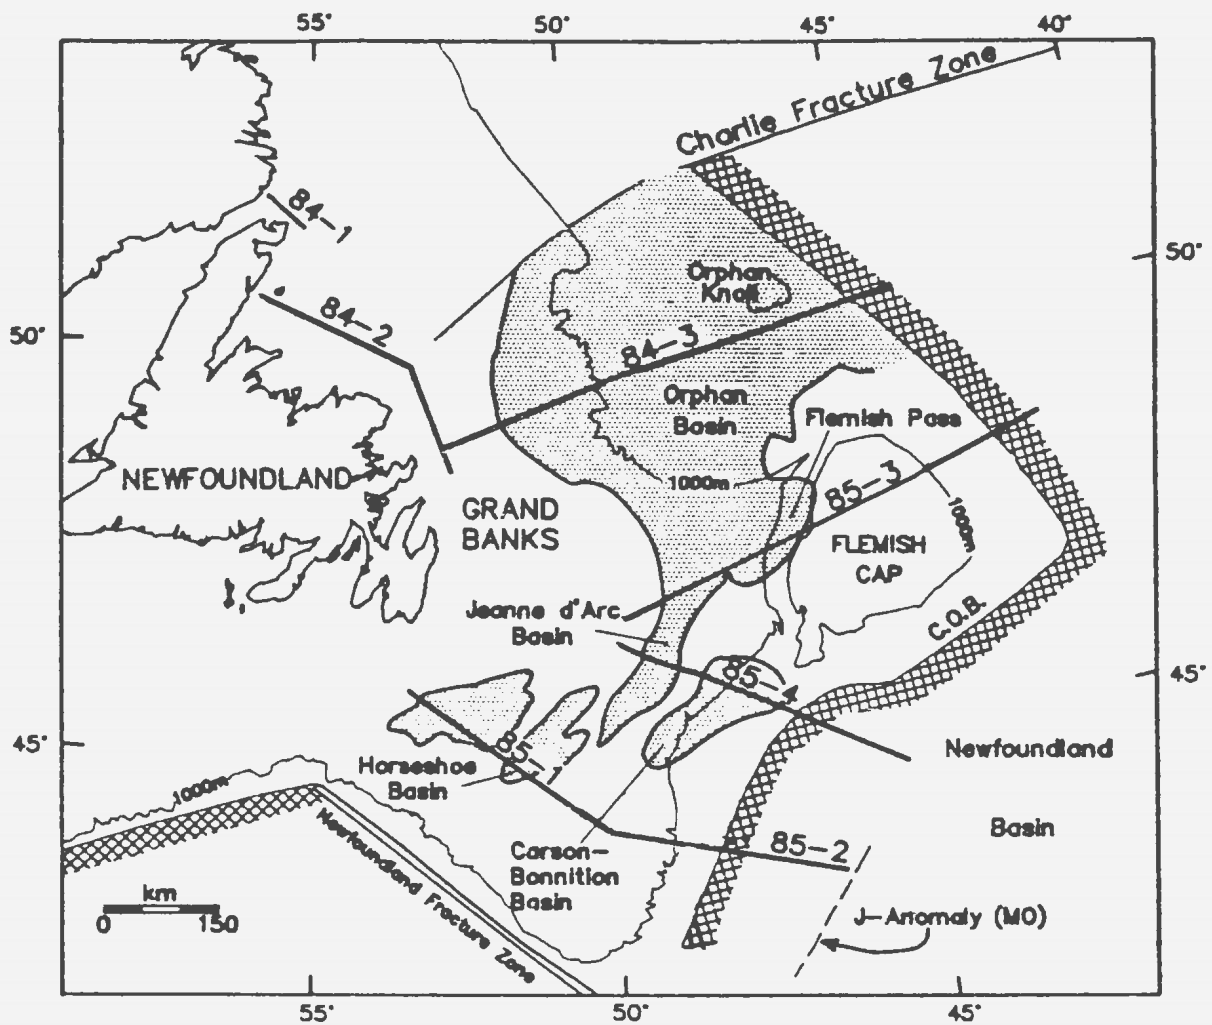 55° 50° 45° 40°
Charlie Fracture Zone
84-1
50°
Orphan
Knoll
84-2
50°
84-3
Orphan
Basin
Flemish Pass
NEWFOUNDLAND
1000m
85-3
1000m
GRAND
BANKS
FLEMISH
CAP
Jeanne d'Arc
Basin
C.O.B.
85-4
45°
45°
85-1
Newfoundland
Horseshoe
Basin
1000m
Basin
Newfoundland Fracture Zone
85-2
Carson-
Bonnition
Basin
km
0 150
J-Anomaly (MO)
55° 50° 45°